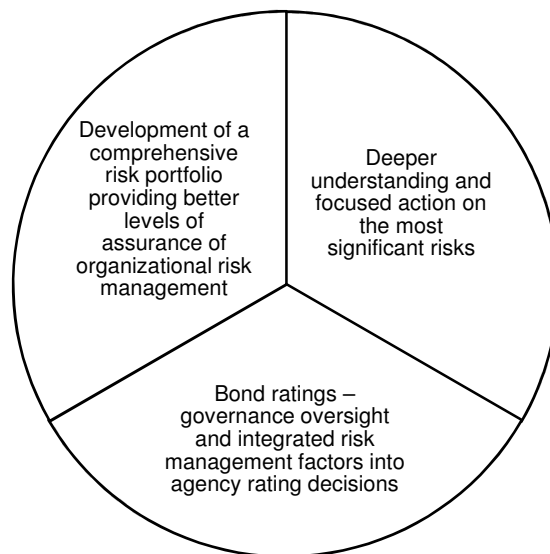 Development of a
comprehensive
risk portfolio
providing better
levels of
assurance of
organizational risk
management
Deeper
understanding and
focused action on
the most
significant risks
Bond ratings –
governance oversight
and integrated risk
management factors into
agency rating decisions